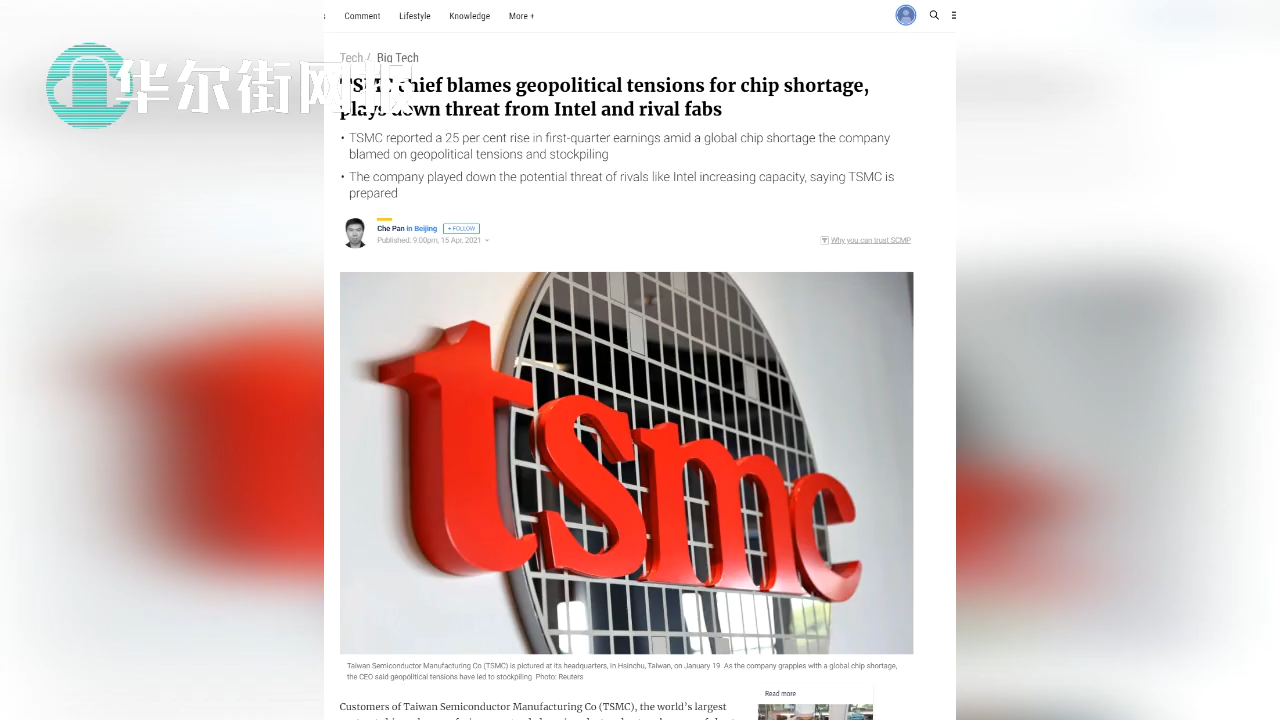 Comment Lifestyle Knowledge More +
Tech / Big Tech
华尔街网报
TSMC chief blames geopolitical tensions for chip shortage,
plays down threat from Intel and rival fabs
• TSMC reported a 25 per cent rise in first-quarter earnings amid a global chip shortage the company
blamed on geopolitical tensions and stockpiling
• The company played down the potential threat of rivals like Intel increasing capacity, saying TSMC is
prepared
Che Pan in Beijing + FOLLOW
Published: 9:00pm, 15 Apr, 2021
Why you can trust SCMP
tsmc
Taiwan Semiconductor Manufacturing Co (TSMC) is pictured at its headquarters, in Hsinchu, Taiwan, on January 19. As the company grapples with a global chip shortage,
the CEO said geopolitical tensions have led to stockpiling. Photo: Reuters
Read more
Customers of Taiwan Semiconductor Manufacturing Co (TSMC), the world's largest